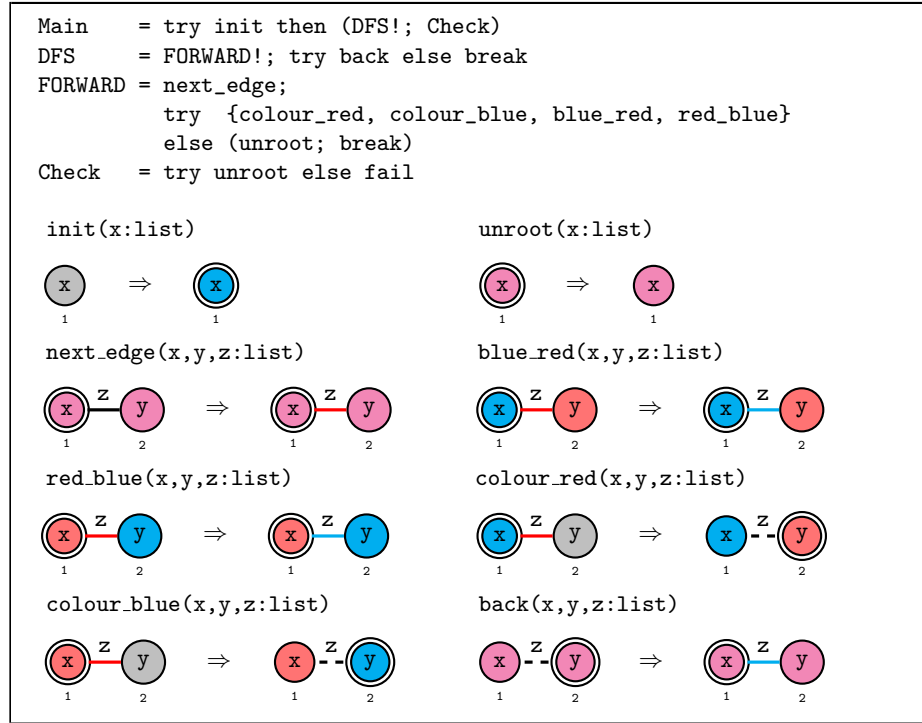 Main    = try init then (DFS!; Check)
DFS     = FORWARD!; try back else break
FORWARD = next_edge;
          try  {colour_red, colour_blue, blue_red, red_blue}
          else (unroot; break)
Check   = try unroot else fail
init(x:list) unroot(x:list)
x ⇒ x x ⇒ x
1 1 1 1
next_edge(x,y,z:list) blue_red(x,y,z:list)
x z y ⇒ x z y x z y ⇒ x z y
1 2 1 2 1 2 1 2
red_blue(x,y,z:list) colour_red(x,y,z:list)
x z y ⇒ x z y x z y ⇒ x z y
1 2 1 2 1 2 1 2
colour_blue(x,y,z:list) back(x,y,z:list)
x z y ⇒ x z y x z y ⇒ x z y
1 2 1 2 1 2 1 2